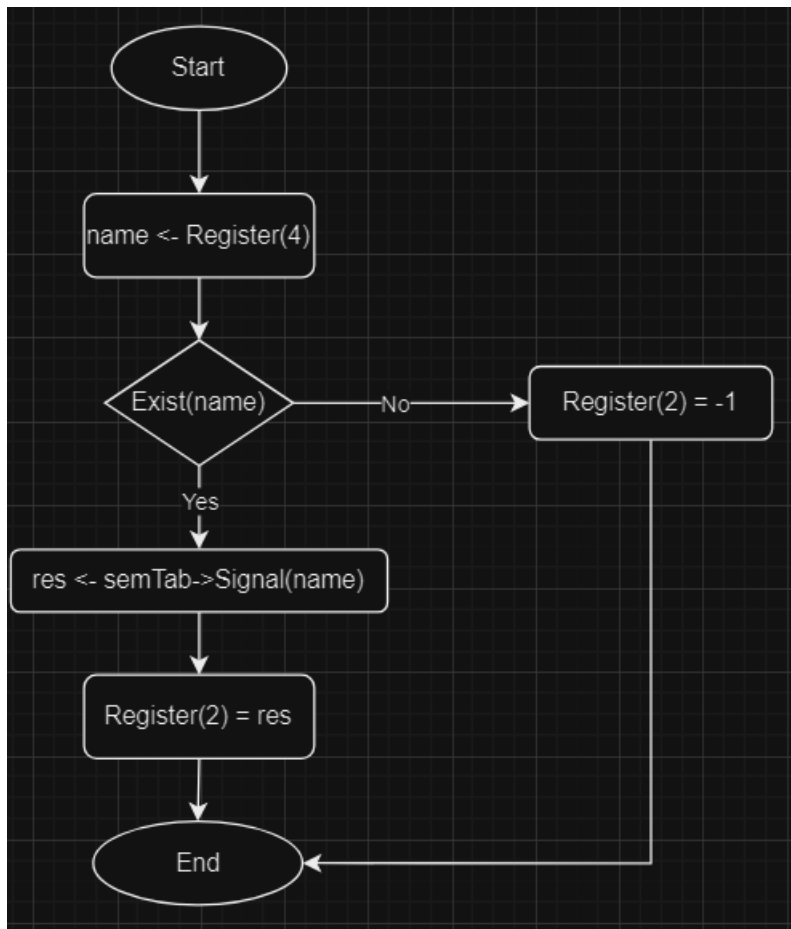 Start
name <- Register(4)
Exist(name)
No
Register(2) = -1
Yes
res <- semTab->Signal(name)
Register(2) = res
End